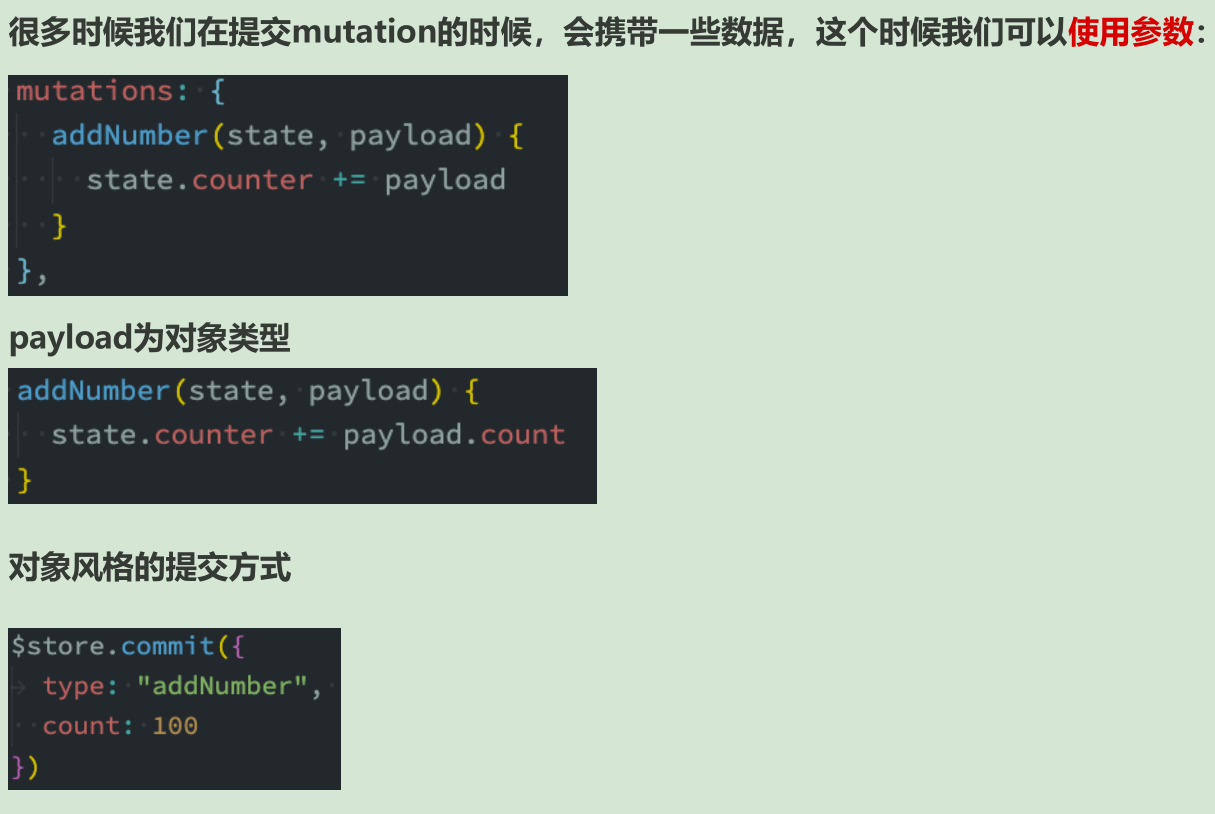 很多时候我们在提交mutation的时候，会携带一些数据，这个时候我们可以使用参数：
mutations: {
addNumber(state, payload) {
state.counter += payload
}
},
payload为对象类型
addNumber(state, payload) {
state.counter += payload.count
}
对象风格的提交方式
$store.commit({
type: "addNumber",
count: 100
})